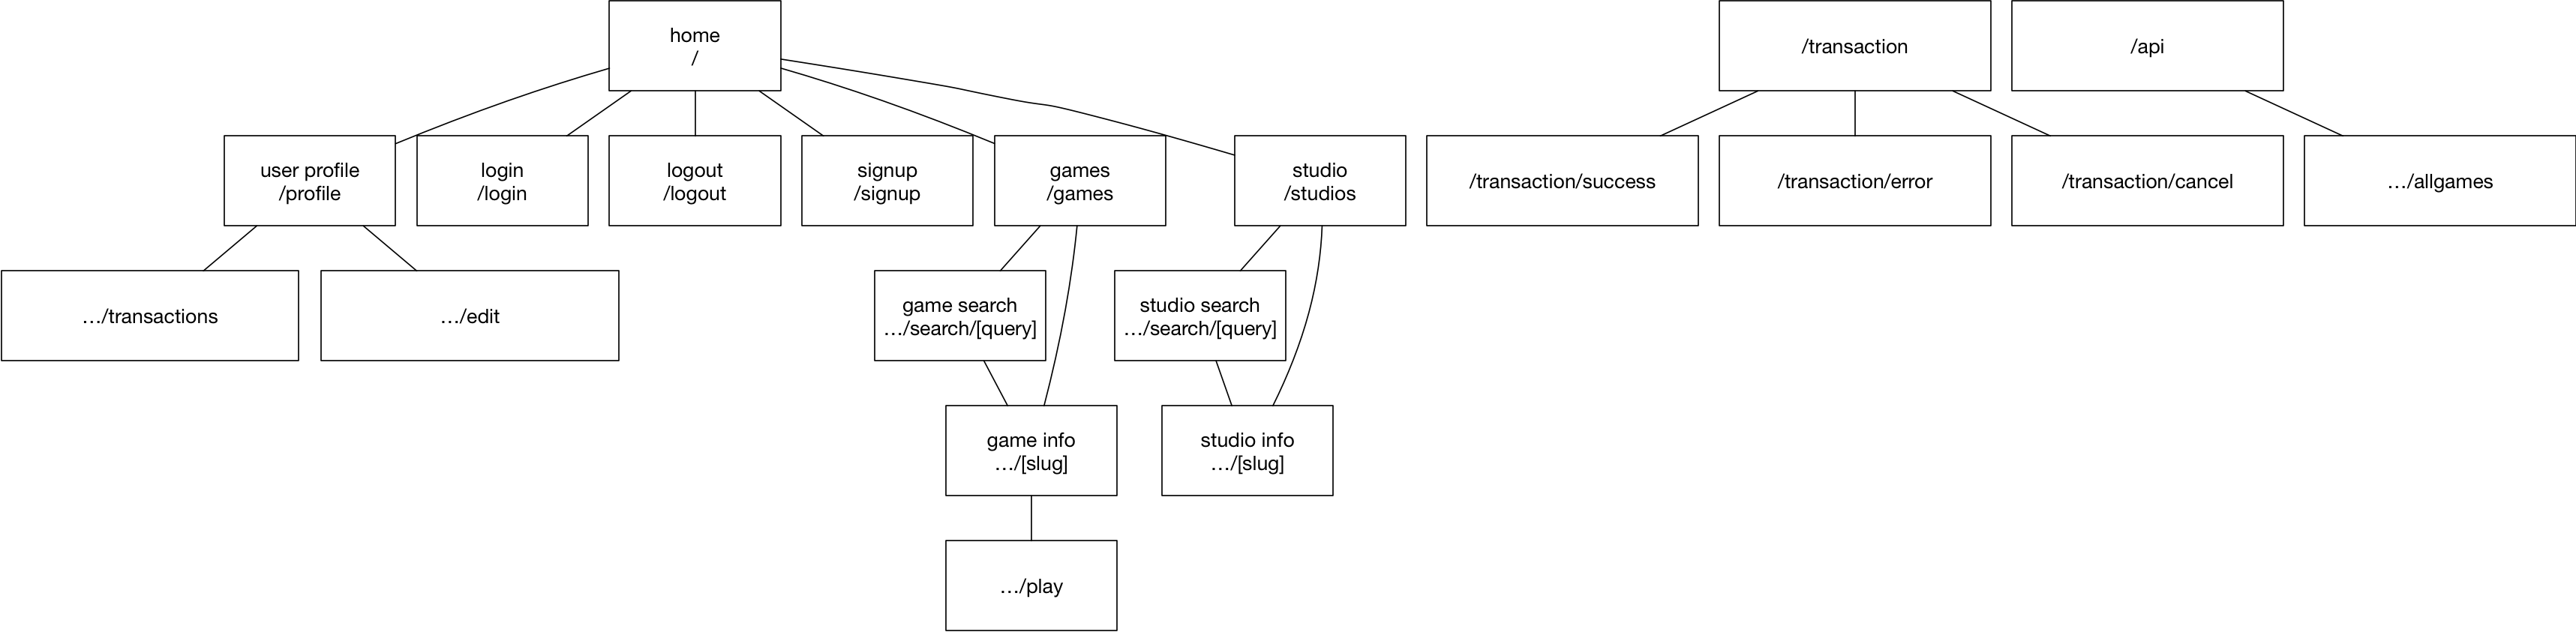 home
/
/transaction
/api
user profile
/profile
login
/login
logout
/logout
signup
/signup
games
/games
studio
/studios
/transaction/success
/transaction/error
/transaction/cancel
…/allgames
…/transactions
…/edit
game search
…/search/[query]
studio search
…/search/[query]
game info
…/[slug]
studio info
…/[slug]
…/play